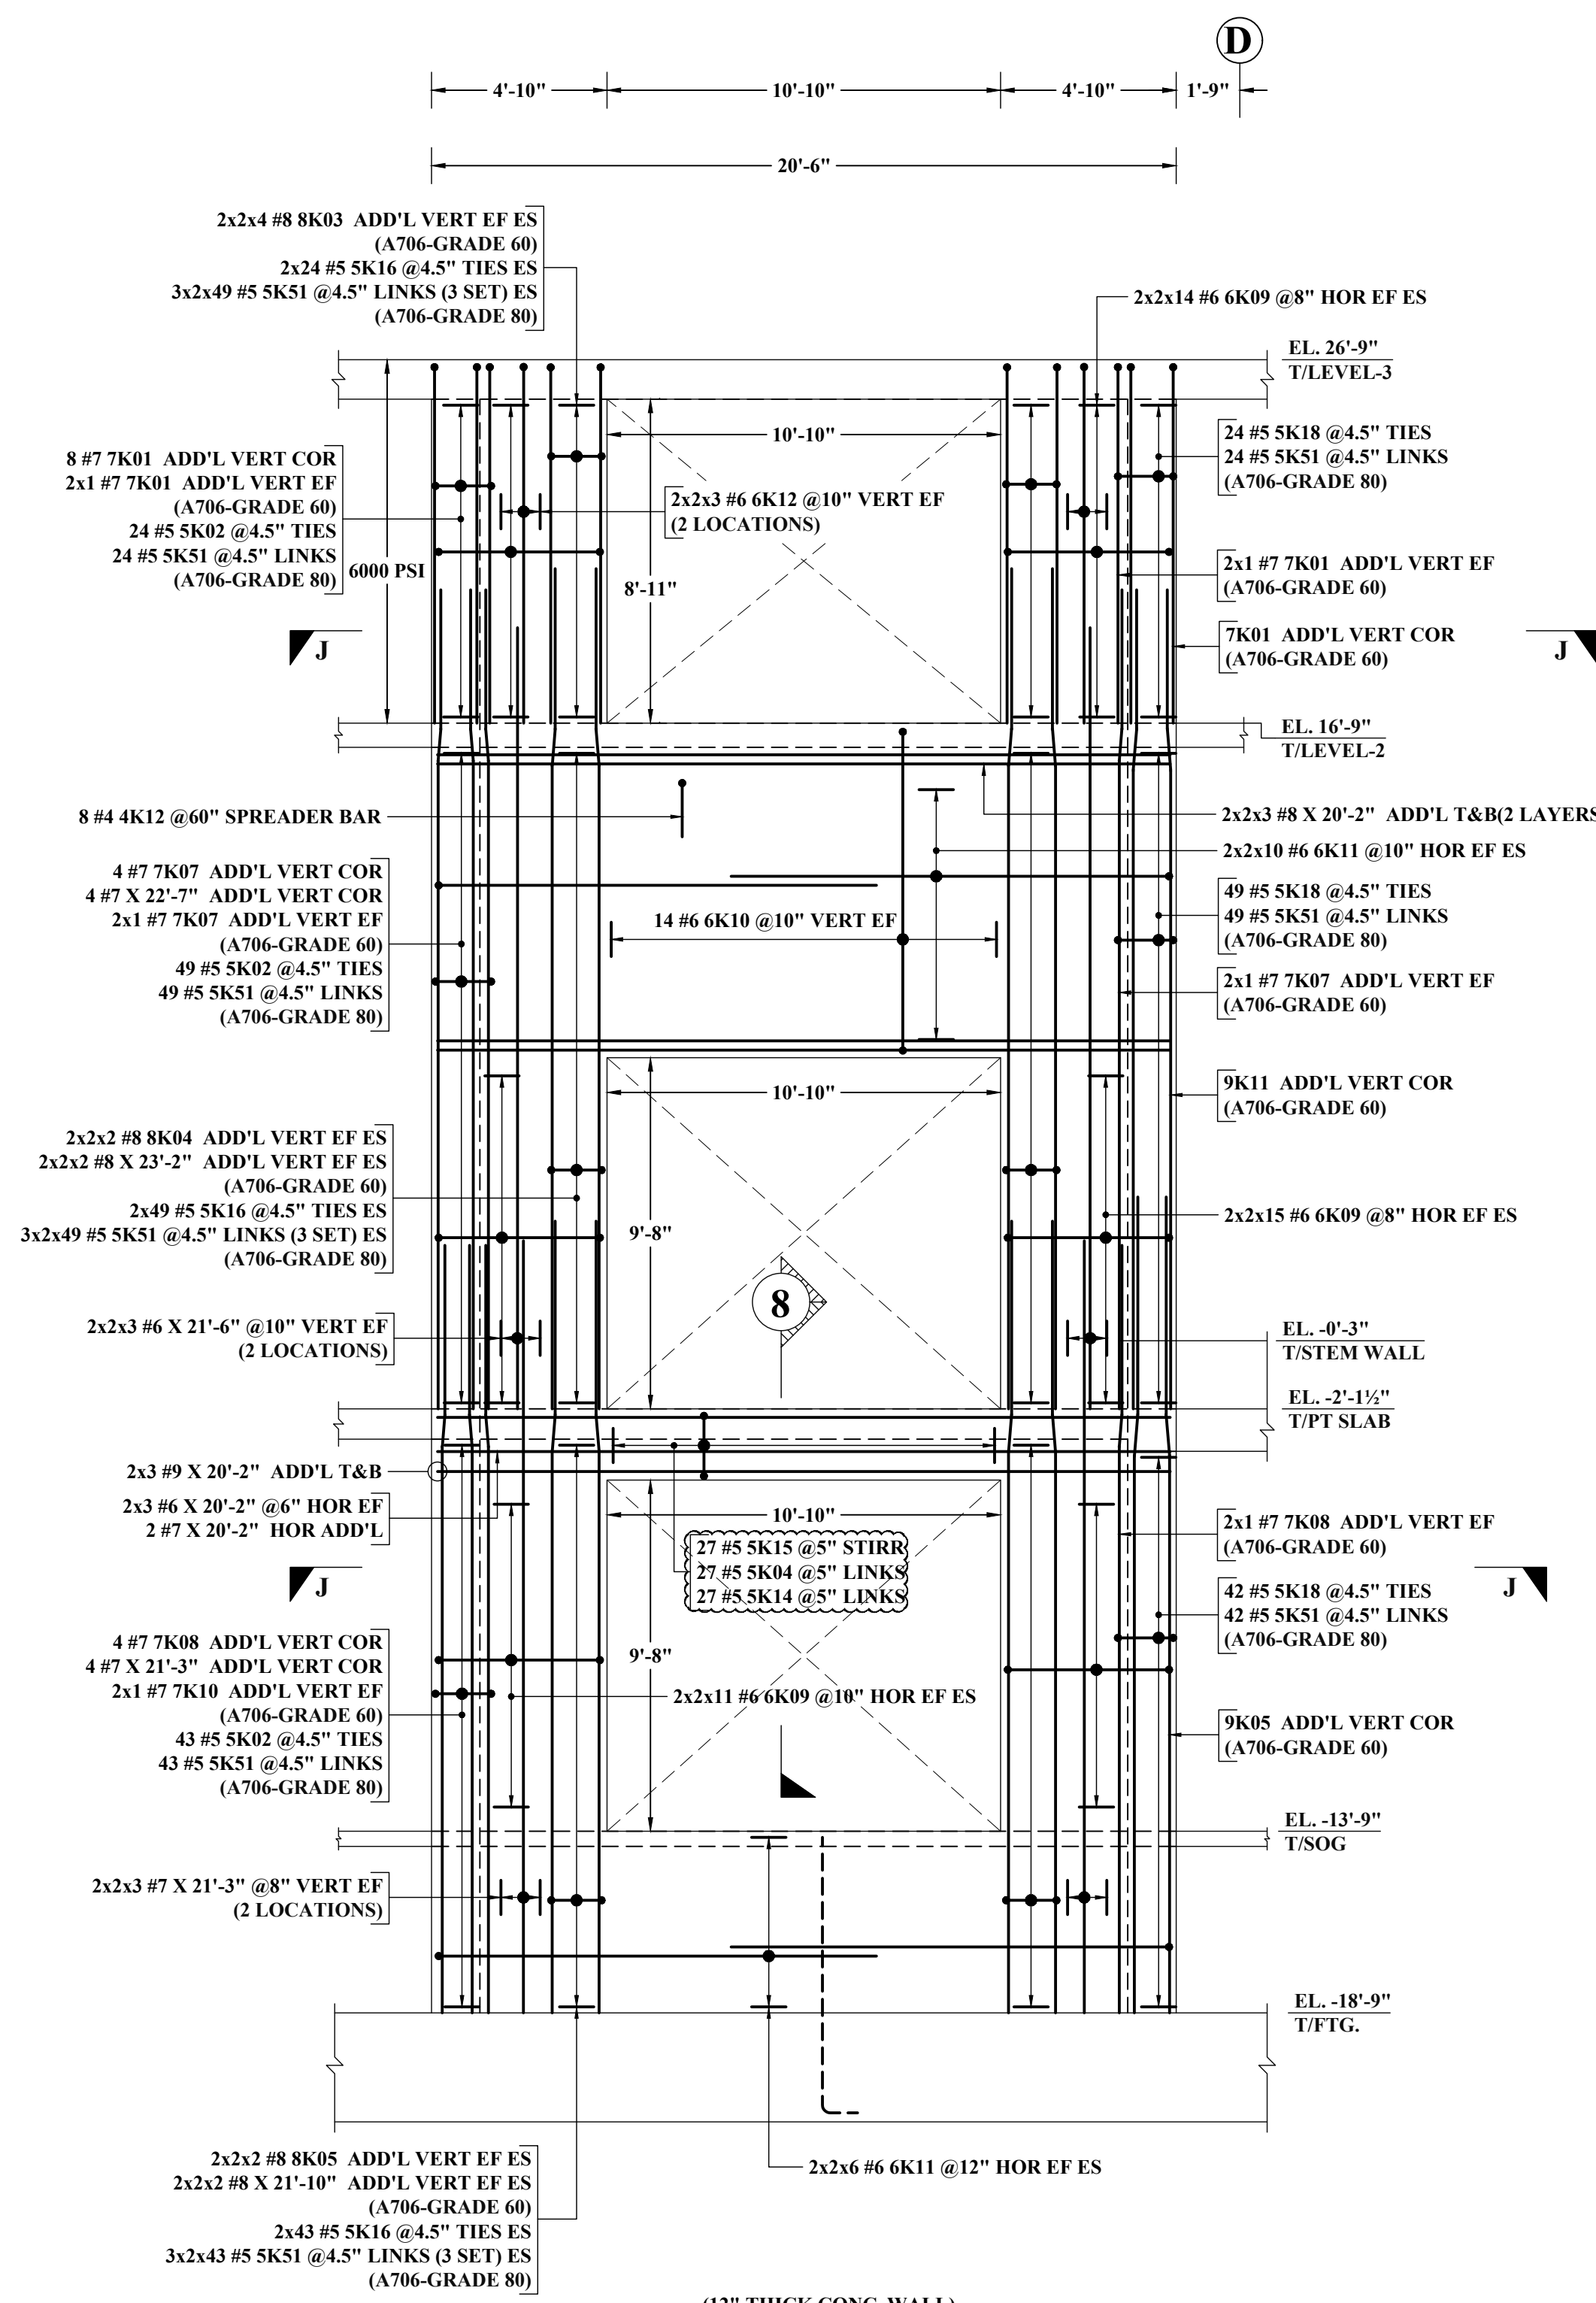 D
4'-10"
10'-10"
4'-10"
1'-9"
20'-6"
2x2x4 #8 8K03 ADD'L VERT EF ES
(A706-GRADE 60)
2x24 #5 5K16 @4.5" TIES ES
3x2x49 #5 5K51 @4.5" LINKS (3 SET) ES
(A706-GRADE 80)
2x2x14 #6 6K09 @8" HOR EF ES
EL. 26'-9"
T/LEVEL-3
10'-10"
8 #7 7K01 ADD'L VERT COR
2x1 #7 7K01 ADD'L VERT EF
(A706-GRADE 60)
24 #5 5K02 @4.5" TIES
24 #5 5K51 @4.5" LINKS
(A706-GRADE 80)
6000 PSI
2x2x3 #6 6K12 @10" VERT EF
(2 LOCATIONS)
8'-11"
24 #5 5K18 @4.5" TIES
24 #5 5K51 @4.5" LINKS
(A706-GRADE 80)
2x1 #7 7K01 ADD'L VERT EF
(A706-GRADE 60)
7K01 ADD'L VERT COR
(A706-GRADE 60)
J
J
EL. 16'-9"
T/LEVEL-2
8 #4 4K12 @60" SPREADER BAR
2x2x3 #8 X 20'-2" ADD'L T&B(2 LAYERS
2x2x10 #6 6K11 @10" HOR EF ES
4 #7 7K07 ADD'L VERT COR
4 #7 X 22'-7" ADD'L VERT COR
2x1 #7 7K07 ADD'L VERT EF
(A706-GRADE 60)
49 #5 5K02 @4.5" TIES
49 #5 5K51 @4.5" LINKS
(A706-GRADE 80)
14 #6 6K10 @10" VERT EF
49 #5 5K18 @4.5" TIES
49 #5 5K51 @4.5" LINKS
(A706-GRADE 80)
2x1 #7 7K07 ADD'L VERT EF
(A706-GRADE 60)
10'-10"
9K11 ADD'L VERT COR
(A706-GRADE 60)
2x2x2 #8 8K04 ADD'L VERT EF ES
2x2x2 #8 X 23'-2" ADD'L VERT EF ES
(A706-GRADE 60)
2x49 #5 5K16 @4.5" TIES ES
3x2x49 #5 5K51 @4.5" LINKS (3 SET) ES
(A706-GRADE 80)
9'-8"
2x2x15 #6 6K09 @8" HOR EF ES
8
2x2x3 #6 X 21'-6" @10" VERT EF
(2 LOCATIONS)
EL. -0'-3"
T/STEM WALL
EL. -2'-1½"
T/PT SLAB
2x3 #9 X 20'-2" ADD'L T&B
2x3 #6 X 20'-2" @6" HOR EF
2 #7 X 20'-2" HOR ADD'L
10'-10"
27 #5 5K15 @5" STIRR
27 #5 5K04 @5" LINKS
27 #5 5K14 @5" LINKS
2x1 #7 7K08 ADD'L VERT EF
(A706-GRADE 60)
J
J
42 #5 5K18 @4.5" TIES
42 #5 5K51 @4.5" LINKS
(A706-GRADE 80)
4 #7 7K08 ADD'L VERT COR
4 #7 X 21'-3" ADD'L VERT COR
2x1 #7 7K10 ADD'L VERT EF
(A706-GRADE 60)
43 #5 5K02 @4.5" TIES
43 #5 5K51 @4.5" LINKS
(A706-GRADE 80)
9'-8"
2x2x11 #6 6K09 @10" HOR EF ES
9K05 ADD'L VERT COR
(A706-GRADE 60)
EL. -13'-9"
T/SOG
2x2x3 #7 X 21'-3" @8" VERT EF
(2 LOCATIONS)
EL. -18'-9"
T/FTG.
2x2x2 #8 8K05 ADD'L VERT EF ES
2x2x2 #8 X 21'-10" ADD'L VERT EF ES
(A706-GRADE 60)
2x43 #5 5K16 @4.5" TIES ES
3x2x43 #5 5K51 @4.5" LINKS (3 SET) ES
(A706-GRADE 80)
2x2x6 #6 6K11 @12" HOR EF ES
(12" THICK CONC. WALL)